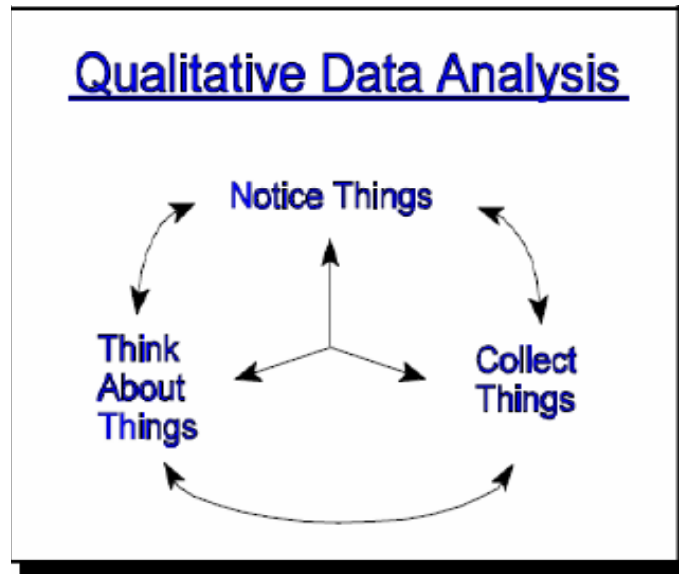 Qualitative Data Analysis
Notice Things
Think
About
Things
Collect
Things